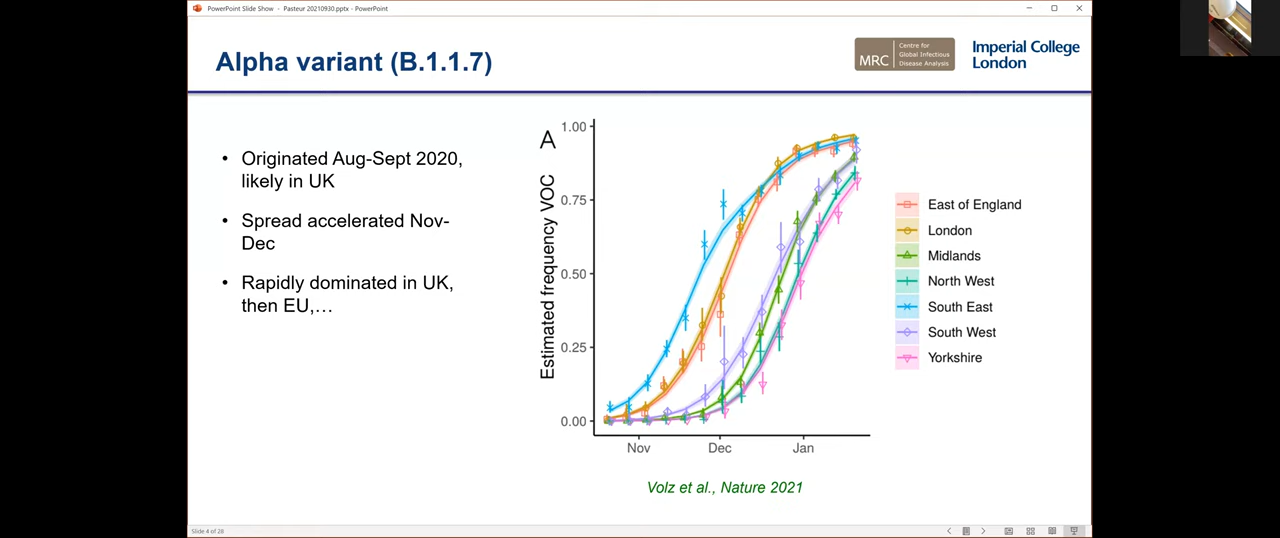 PowerPoint Slide Show - Pasteur 20210930.pptx - PowerPoint
Alpha variant (B.1.1.7)
MRC
Centre for
Global Infectious
Disease Analysis
Imperial College
London
• Originated Aug-Sept 2020,
likely in UK
• Spread accelerated Nov-
Dec
• Rapidly dominated in UK,
then EU,…
A
Estimated frequency VOC
1.00
0.75
0.50
0.25
0.00
Nov
Dec
Jan
East of England
London
Midlands
North West
South East
South West
Yorkshire
Volz et al., Nature 2021
Slide 4 of 28